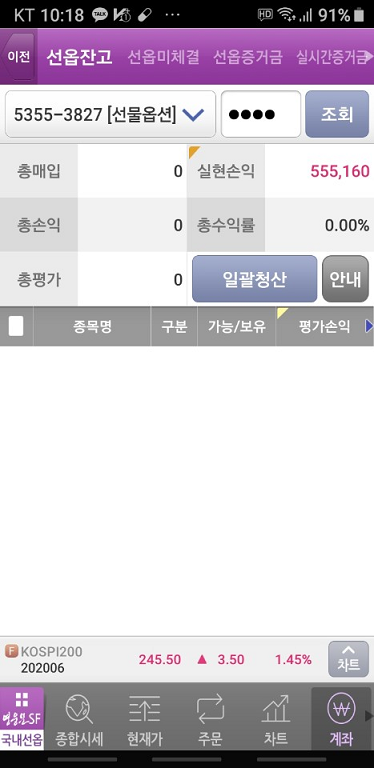 KT 10:18 TALK ... HD 91%
이전 선옵잔고 선옵미체결 선옵증거금 실시간증거금
5355-3827 [선물옵션] ●●●● 조회
총매입 0 실현손익 555,160
총손익 0 총수익률 0.00%
총평가 0 일괄청산 안내
종목명 구분 가능/보유 평가손익
F KOSPI200
202006 245.50 ▲ 3.50 1.45% 차트
영웅문SF
국내선옵 종합시세 현재가 주문 차트 계좌